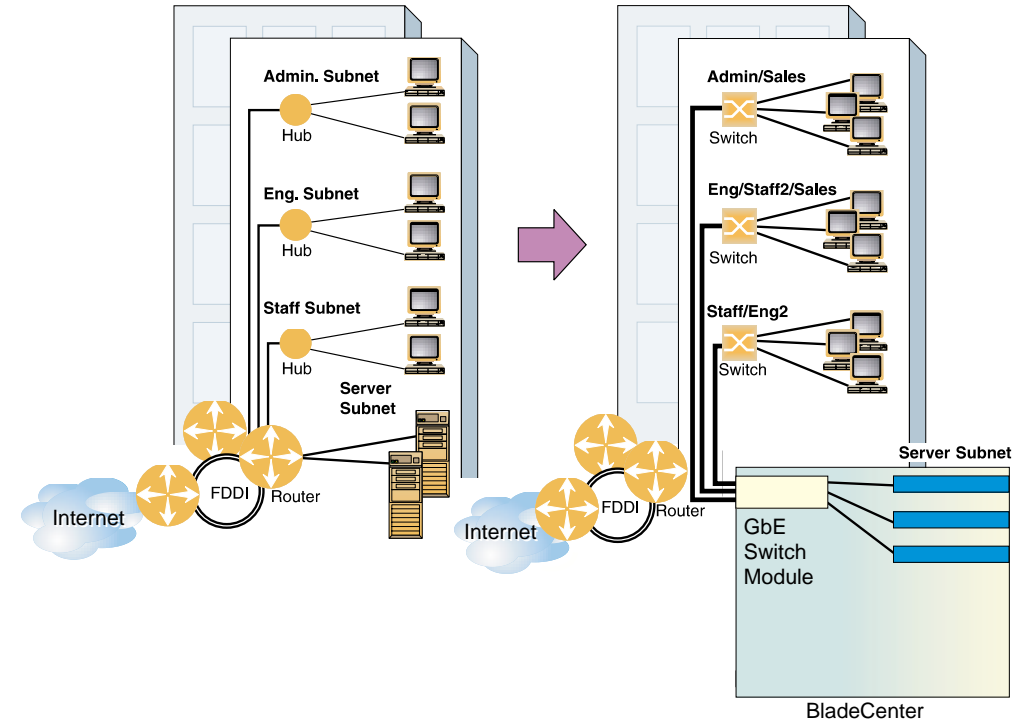 Admin. Subnet
Hub
Eng. Subnet
Hub
Staff Subnet
Hub
Server
Subnet
FDDI
Router
Internet
Admin/Sales
Switch
Eng/Staff2/Sales
Switch
Staff/Eng2
Switch
Server Subnet
FDDI
Router
Internet
GbE
Switch
Module
BladeCenter